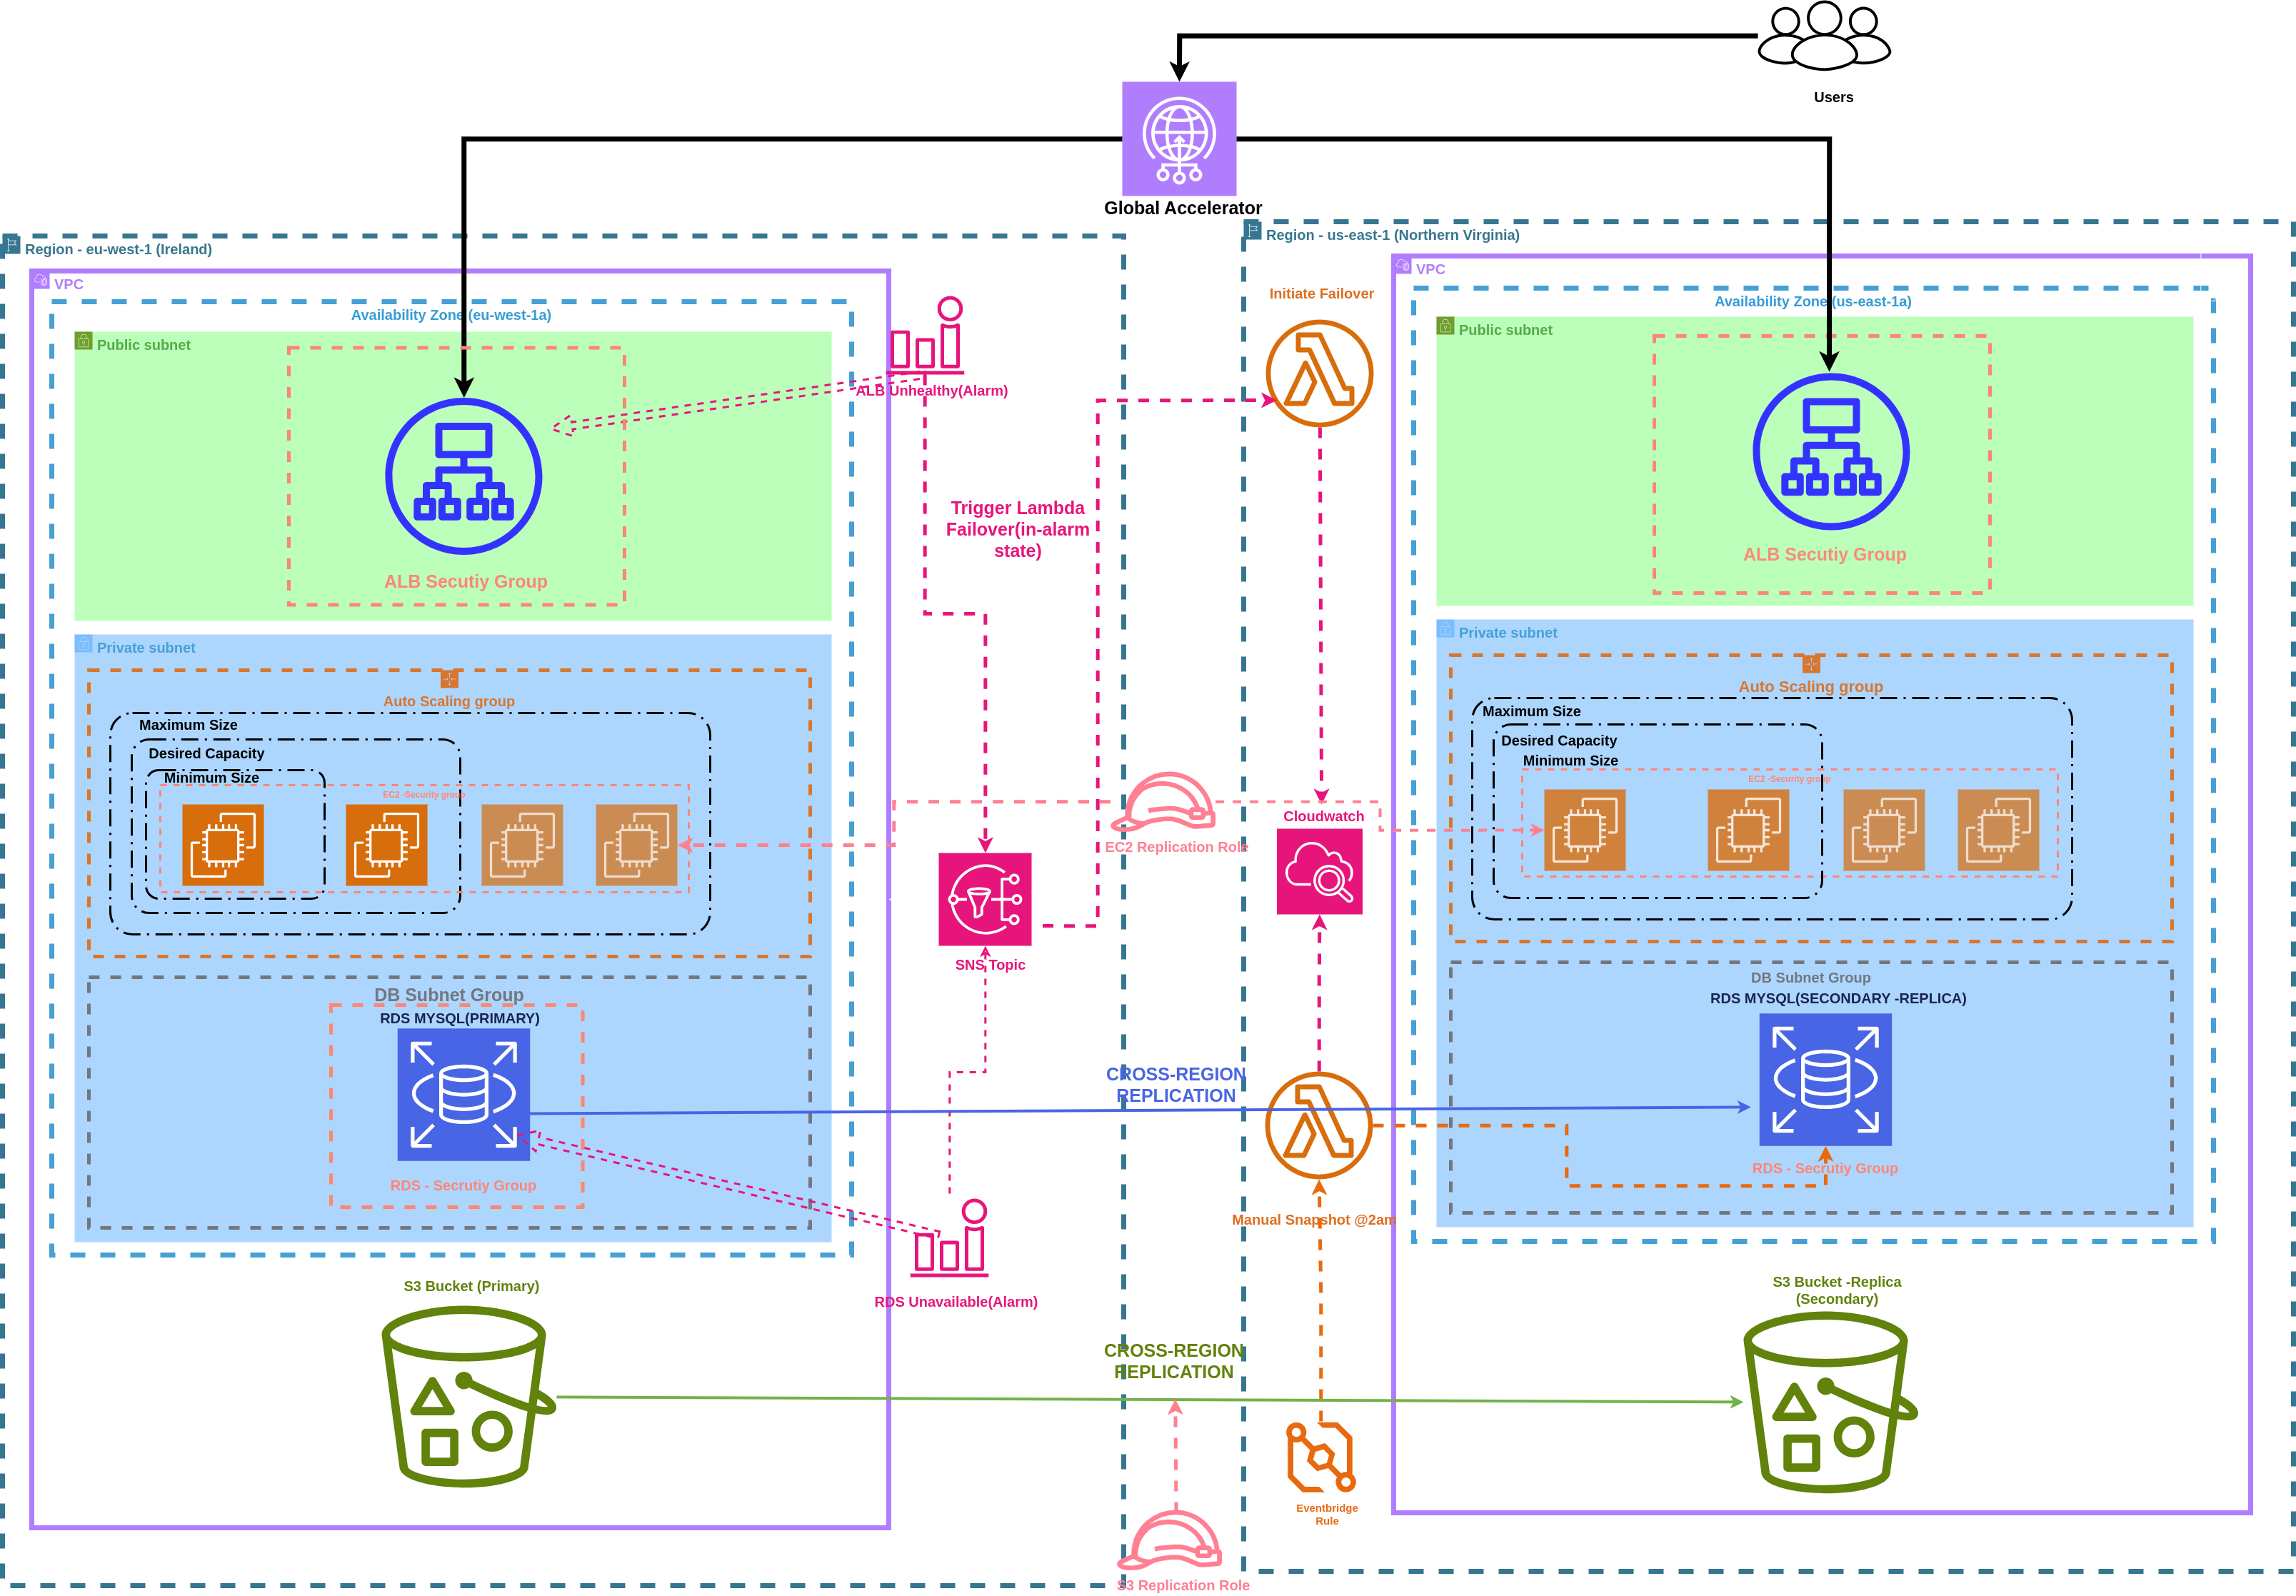 Users
Global Accelerator
Region - eu-west-1 (Ireland)
VPC
Availability Zone (eu-west-1a)
Public subnet
ALB Secutiy Group
Private subnet
Auto Scaling group
Maximum Size
Desired Capacity
Minimum Size
EC2 -Security group
DB Subnet Group
RDS MYSQL(PRIMARY)
RDS - Secrutiy Group
S3 Bucket (Primary)
ALB Unhealthy(Alarm)
Trigger Lambda
Failover(in-alarm
state)
SNS Topic
RDS Unavailable(Alarm)
EC2 Replication Role
CROSS-REGION
REPLICATION
CROSS-REGION
REPLICATION
S3 Replication Role
Region - us-east-1 (Northern Virginia)
Initiate Failover
Cloudwatch
Manual Snapshot @2am
Eventbridge
Rule
VPC
Availability Zone (us-east-1a)
Public subnet
ALB Secutiy Group
Private subnet
Auto Scaling group
Maximum Size
Desired Capacity
Minimum Size
EC2 -Security group
DB Subnet Group
RDS MYSQL(SECONDARY -REPLICA)
RDS - Secrutiy Group
S3 Bucket -Replica
(Secondary)